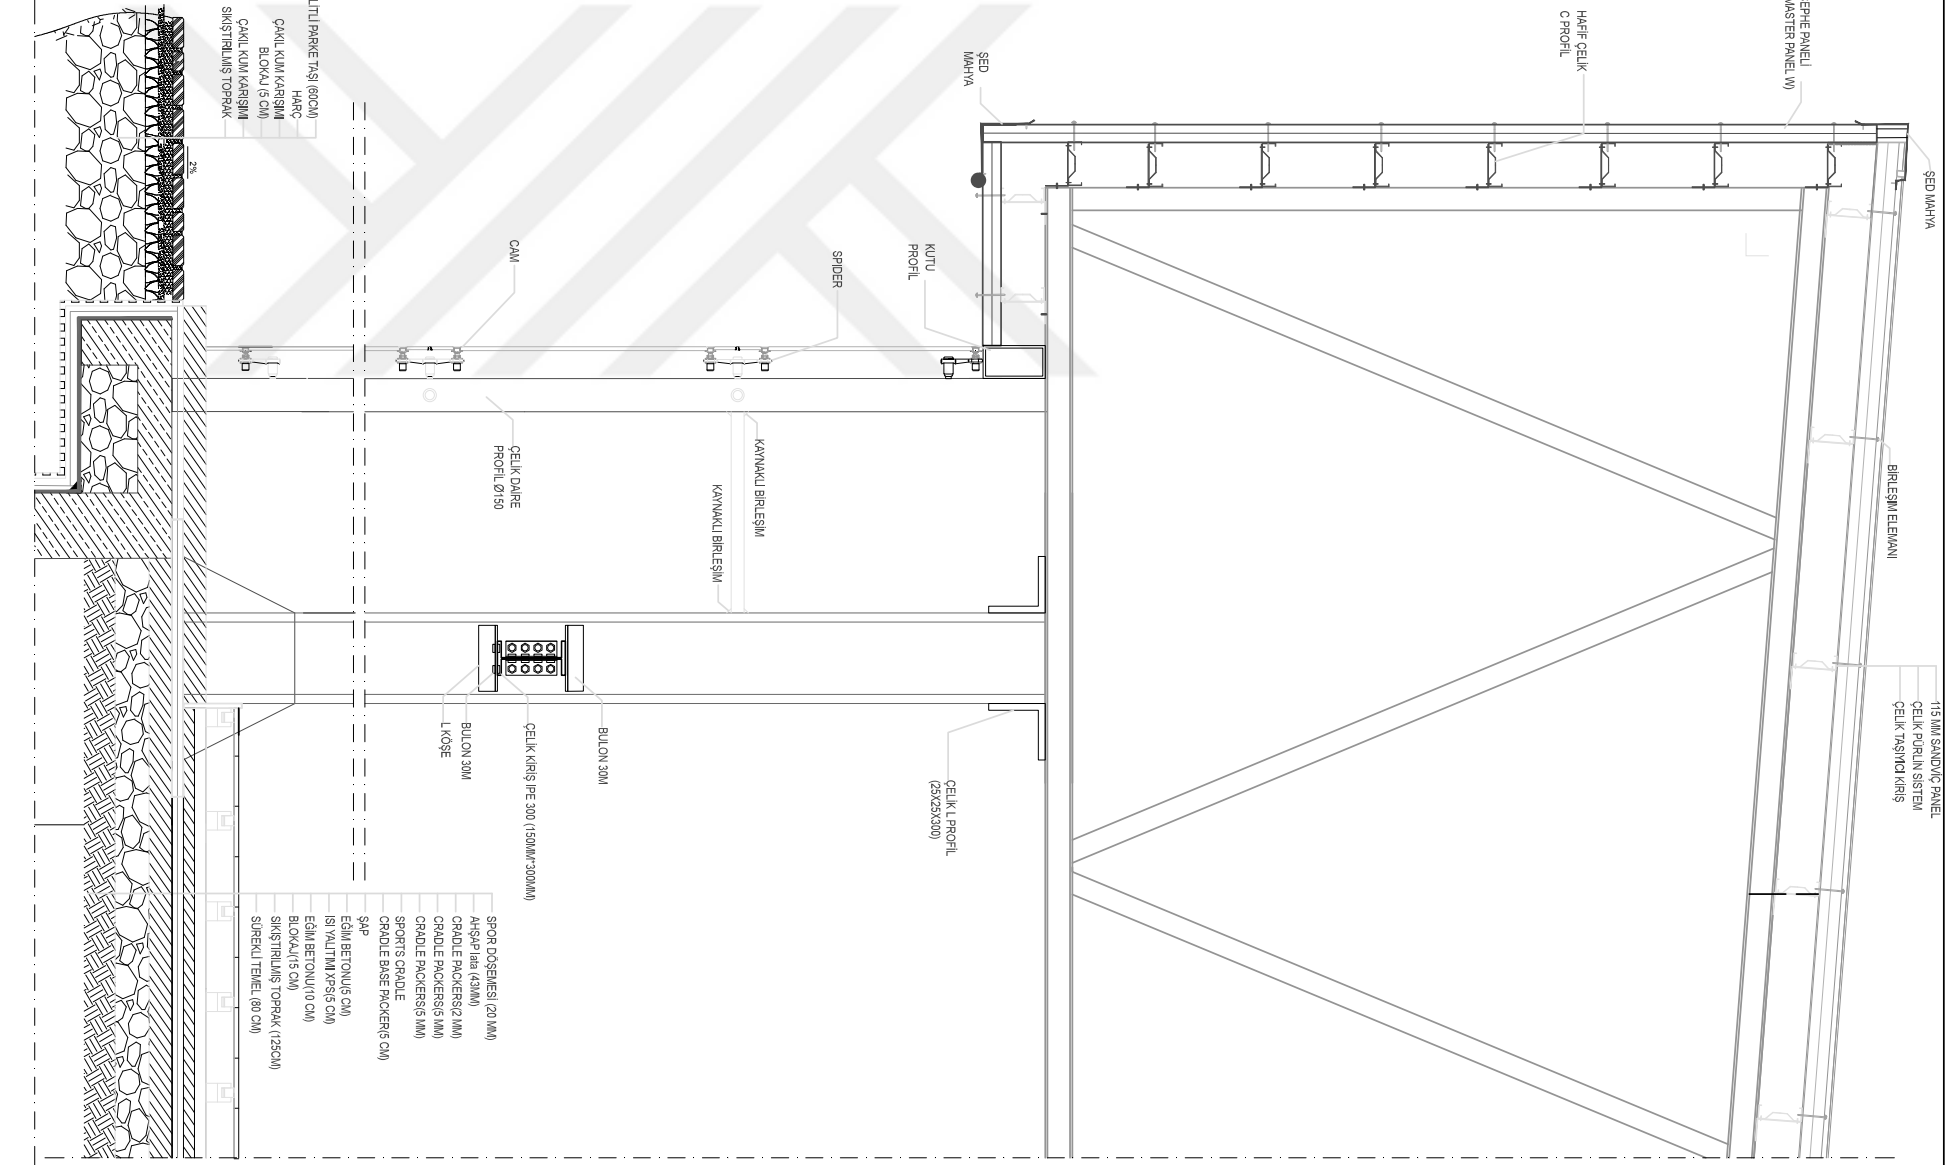 EPHE PANELİ
MASTER PANEL W)
HAFİF ÇELİK
C PROFİL
ŞED
MAHYA
ŞED MAHYA
LİTLİ PARKE TAŞI (60CM)
HARÇ
ÇAKIL KUM KARIŞIMI
BLOKAJ (5 CM)
ÇAKIL KUM KARIŞIMI
SIKIŞTIRILMIŞ TOPRAK
2%
KUTU
PROFİL
SPIDER
CAM
BİRLEŞİM ELEMANI
KAYNAKLI BİRLEŞİM
KAYNAKLI BİRLEŞİM
ÇELİK DAİRE
PROFİL Ø150
115 MM SANDVİÇ PANEL
ÇELİK PÜRLİN SİSTEM
ÇELİK TAŞIYICI KİRİŞ
ÇELİK L PROFİL
(25X25X300)
BULON 30M
ÇELİK KİRİŞ IPE 300 (150MM*300MM)
BULON 30M
L KÖŞE
SPOR DÖŞEMESİ (20 MM)
AHŞAP lata (43MM)
CRADLE PACKERS(2 MM)
CRADLE PACKERS(5 MM)
CRADLE PACKERS(5 MM)
SPORTS CRADLE
CRADLE BASE PACKER(5 CM)
ŞAP
EĞİM BETONU(5 CM)
ISI YALITIMI XPS(5 CM)
EĞİM BETONU(10 CM)
BLOKAJ(15 CM)
SIKIŞTIRILMIŞ TOPRAK (125CM)
SÜREKLİ TEMEL (80 CM)